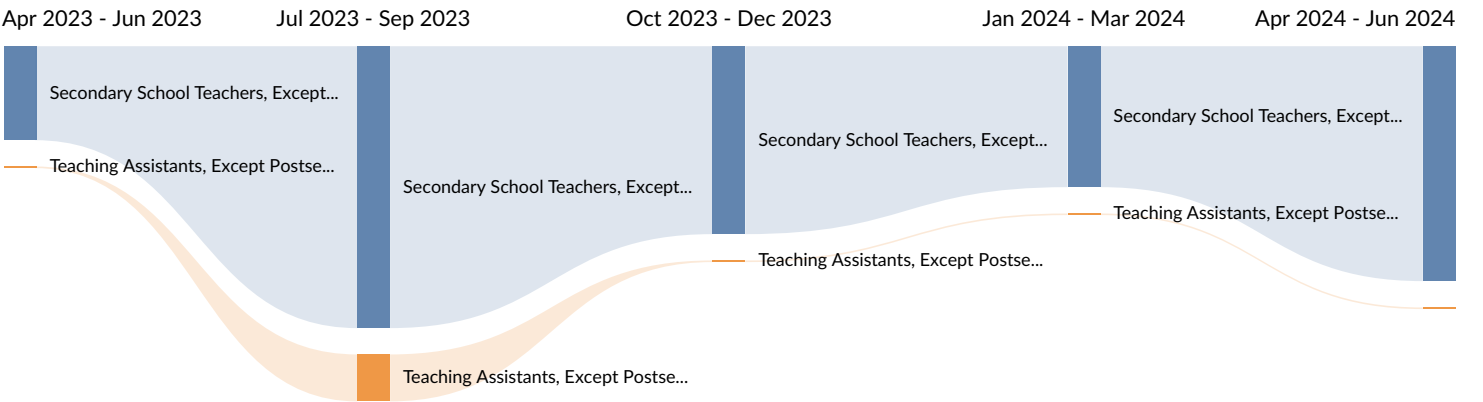 Apr 2023 - Jun 2023
Jul 2023 - Sep 2023
Oct 2023 - Dec 2023
Jan 2024 - Mar 2024
Apr 2024 - Jun 2024
Secondary School Teachers, Except...
Teaching Assistants, Except Postse...
Secondary School Teachers, Except...
Teaching Assistants, Except Postse...
Secondary School Teachers, Except...
Teaching Assistants, Except Postse...
Secondary School Teachers, Except...
Teaching Assistants, Except Postse...